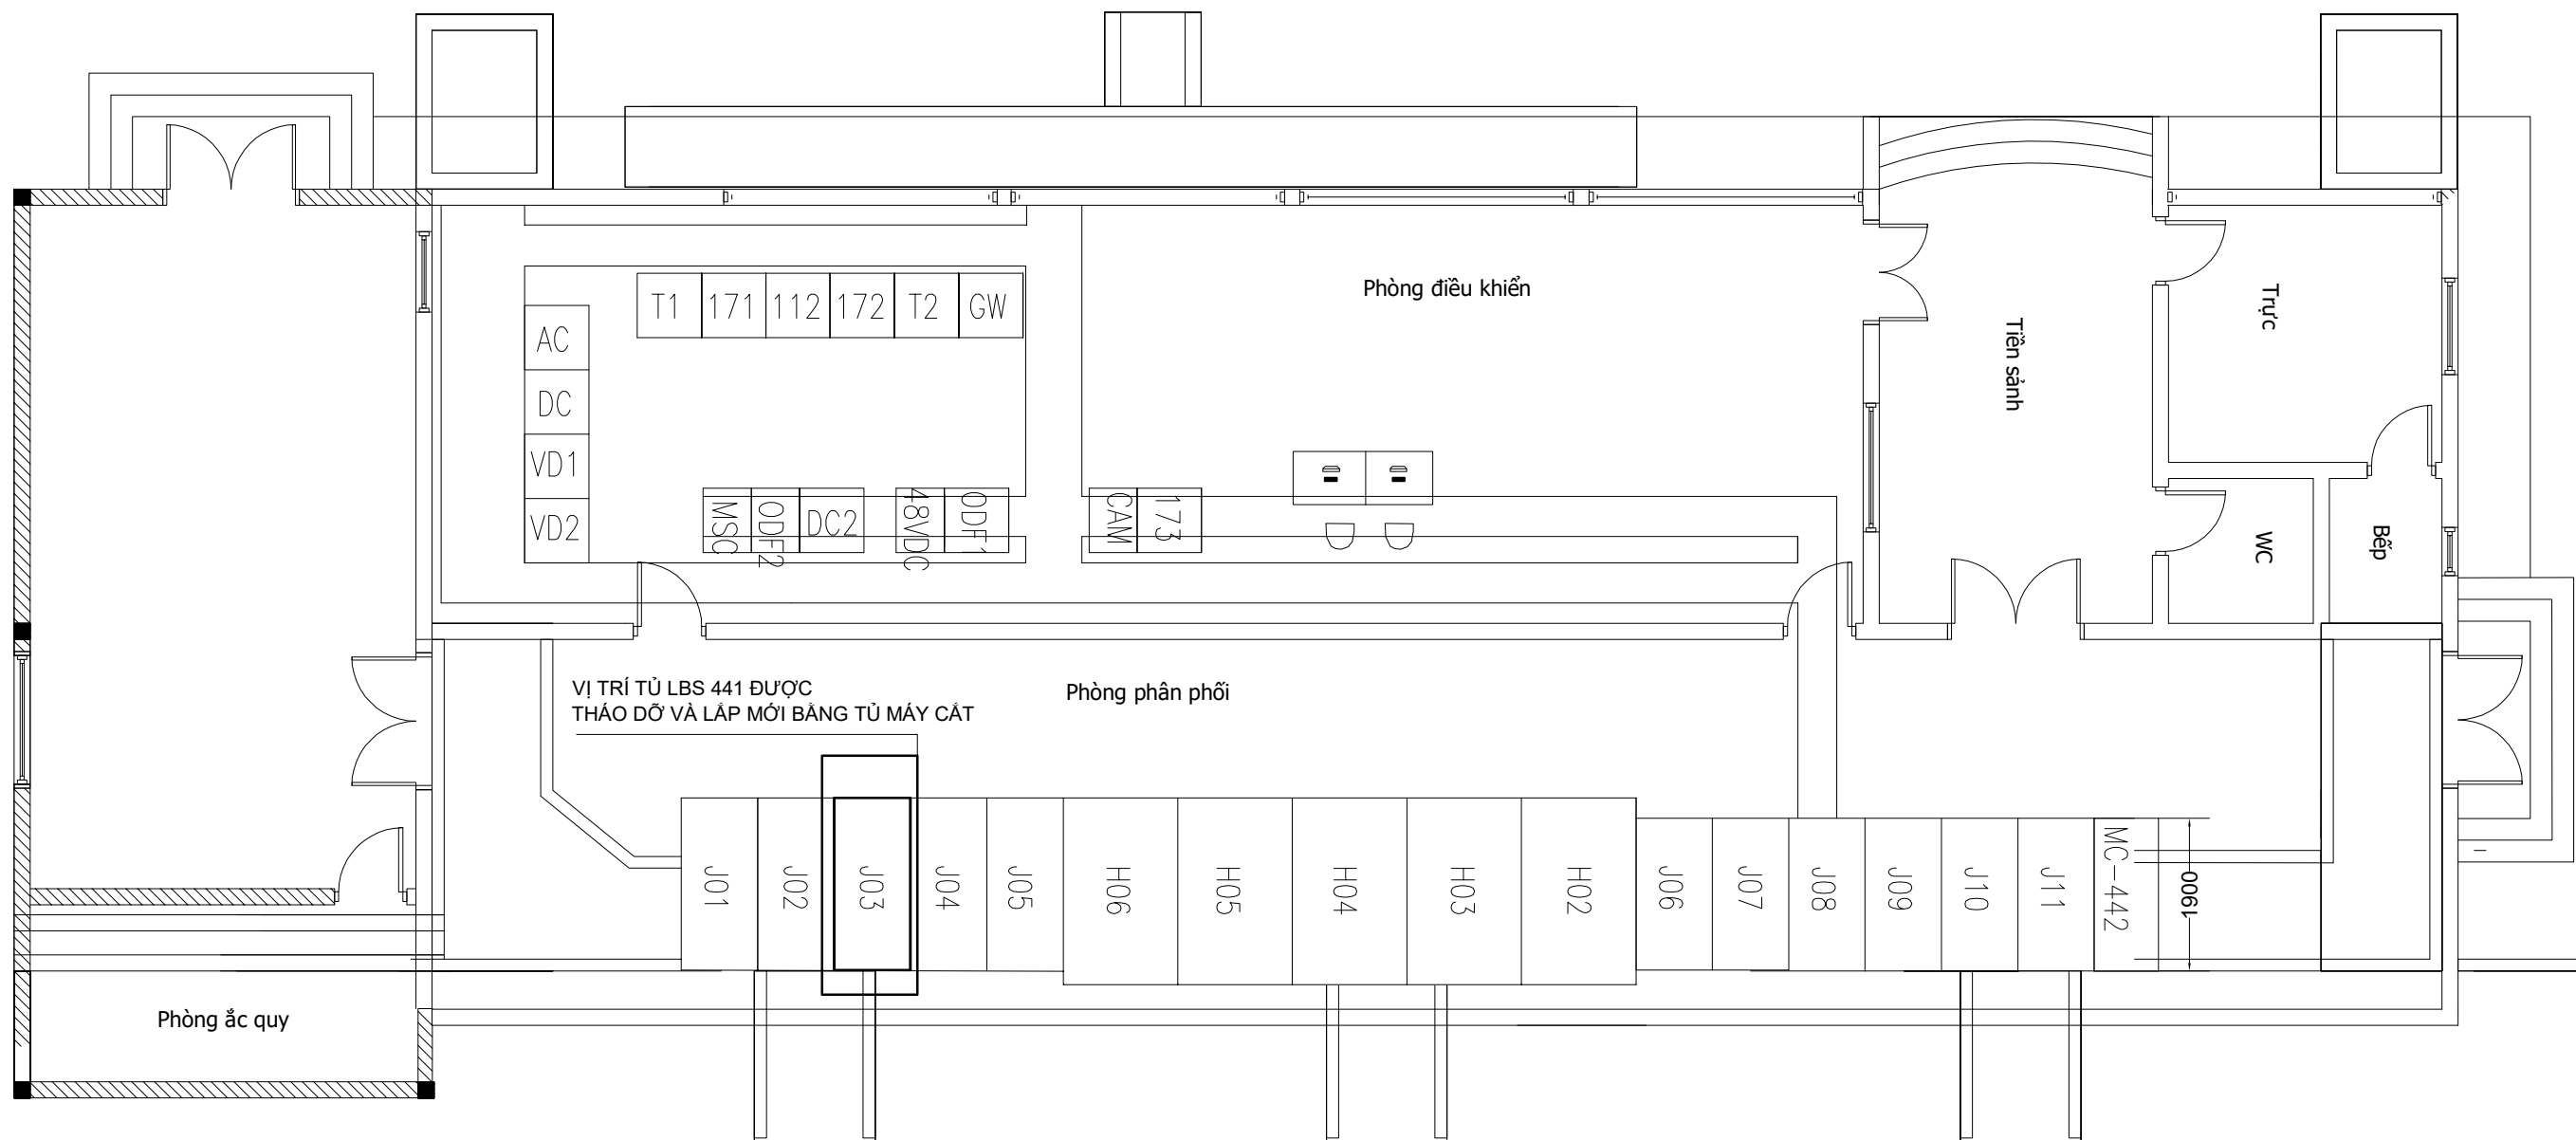 T1 171 112 172 T2 GW
Phòng điều khiển
Trực
Tiền sảnh
AC
DC
VD1
VD2
MSC ODF2 DC2 48VDC ODF1 CAM 173
WC
Bếp
VỊ TRÍ TỦ LBS 441 ĐƯỢC
THÁO DỠ VÀ LẮP MỚI BẰNG TỦ MÁY CẮT
Phòng phân phối
J01 J02 J03 J04 J05 H06 H05 H04 H03 H02 J06 J07 J08 J09 J10 J11 MC-442
1900
Phòng ắc quy